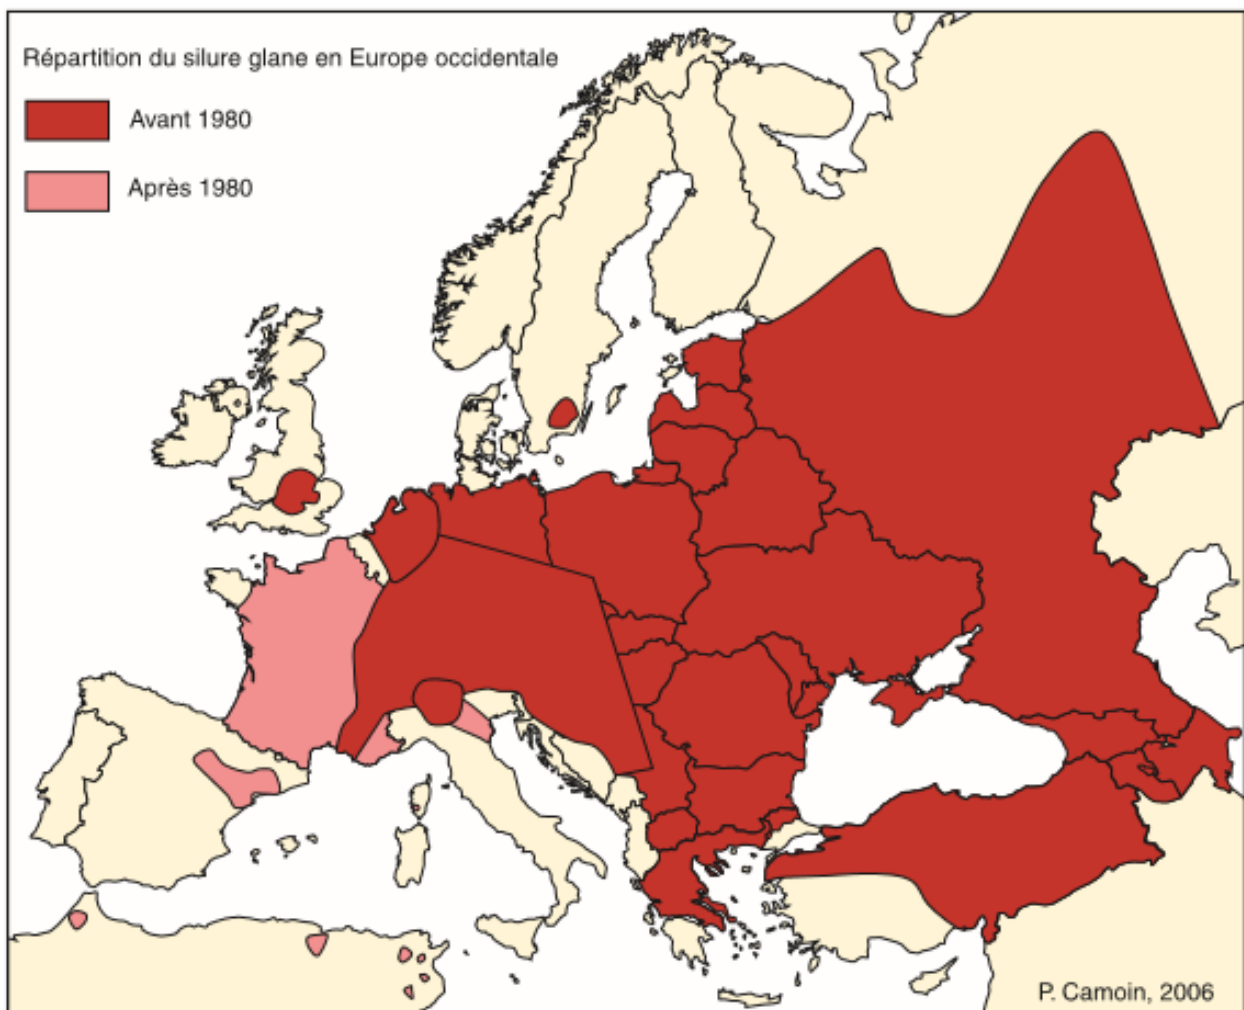 Répartition du silure glane en Europe occidentale
Avant 1980
Après 1980
P. Camoin, 2006